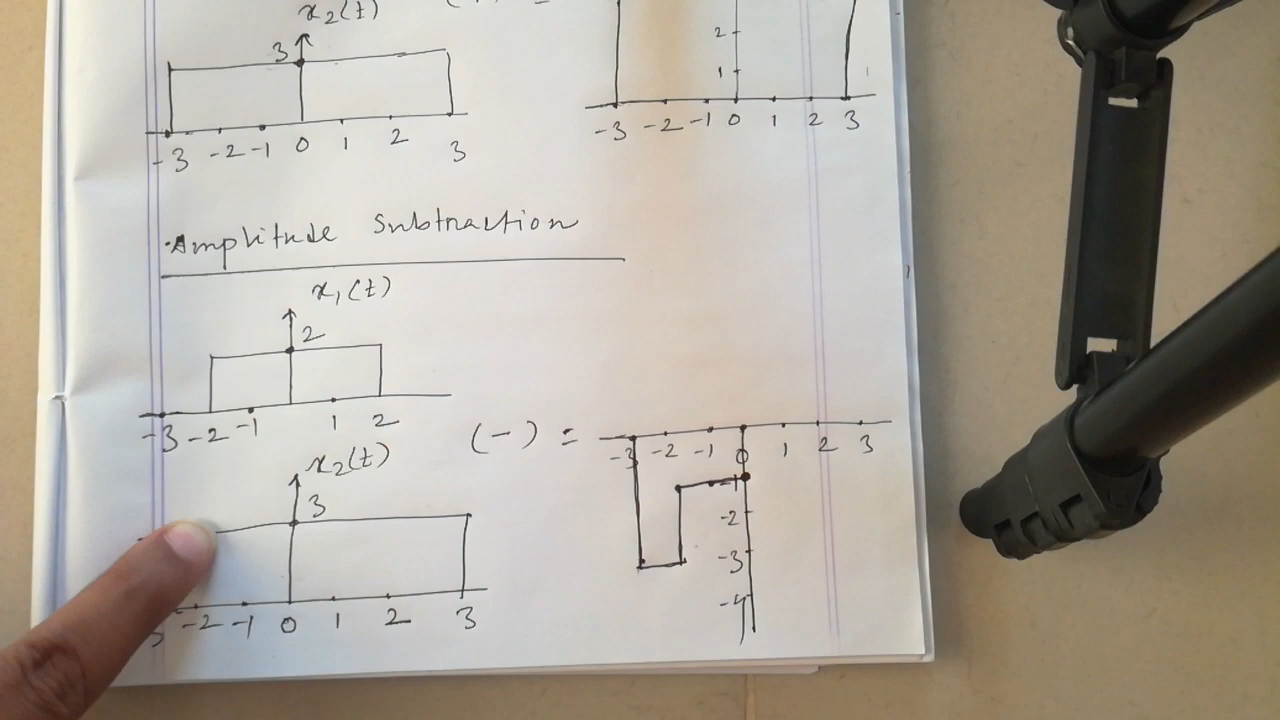 x₂(t)
3
-3 -2 -1 0 1 2 3
2
1
-3 -2 -1 0 1 2 3
Amplitude Subtraction
x₁(t)
2
-3 -2 -1 1 2
x₂(t)
3
-2 -1 0 1 2 3
(-) =
-3 -2 -1 0 1 2 3
-1
-2
-3
-4